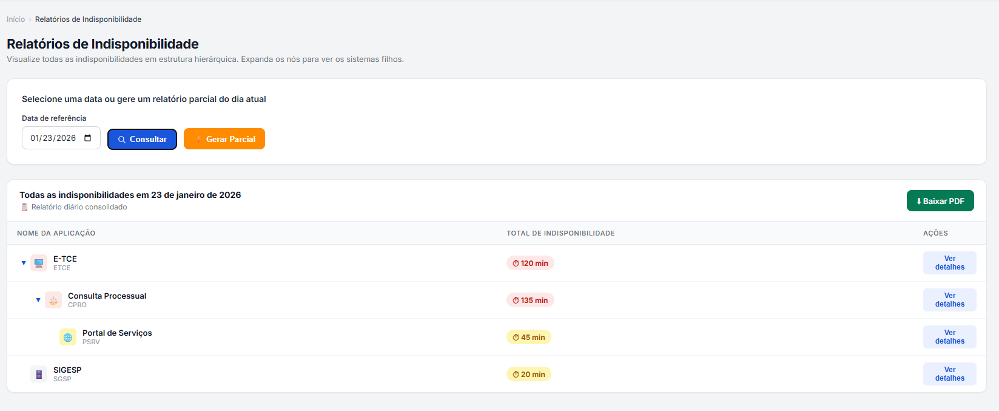 Início › Relatórios de Indisponibilidade
Relatórios de Indisponibilidade
Visualize todas as indisponibilidades em estrutura hierárquica. Expanda os nós para ver os sistemas filhos.
Selecione uma data ou gere um relatório parcial do dia atual
Data de referência
01/23/2026 Consultar Gerar Parcial
Todas as indisponibilidades em 23 de janeiro de 2026
Relatório diário consolidado
Baixar PDF
NOME DA APLICAÇÃO TOTAL DE INDISPONIBILIDADE AÇÕES
E-TCE
ETCE
120 min
Ver
detalhes
Consulta Processual
CPRO
135 min
Ver
detalhes
Portal de Serviços
PSRV
45 min
Ver
detalhes
SIGESP
SGSP
20 min
Ver
detalhes